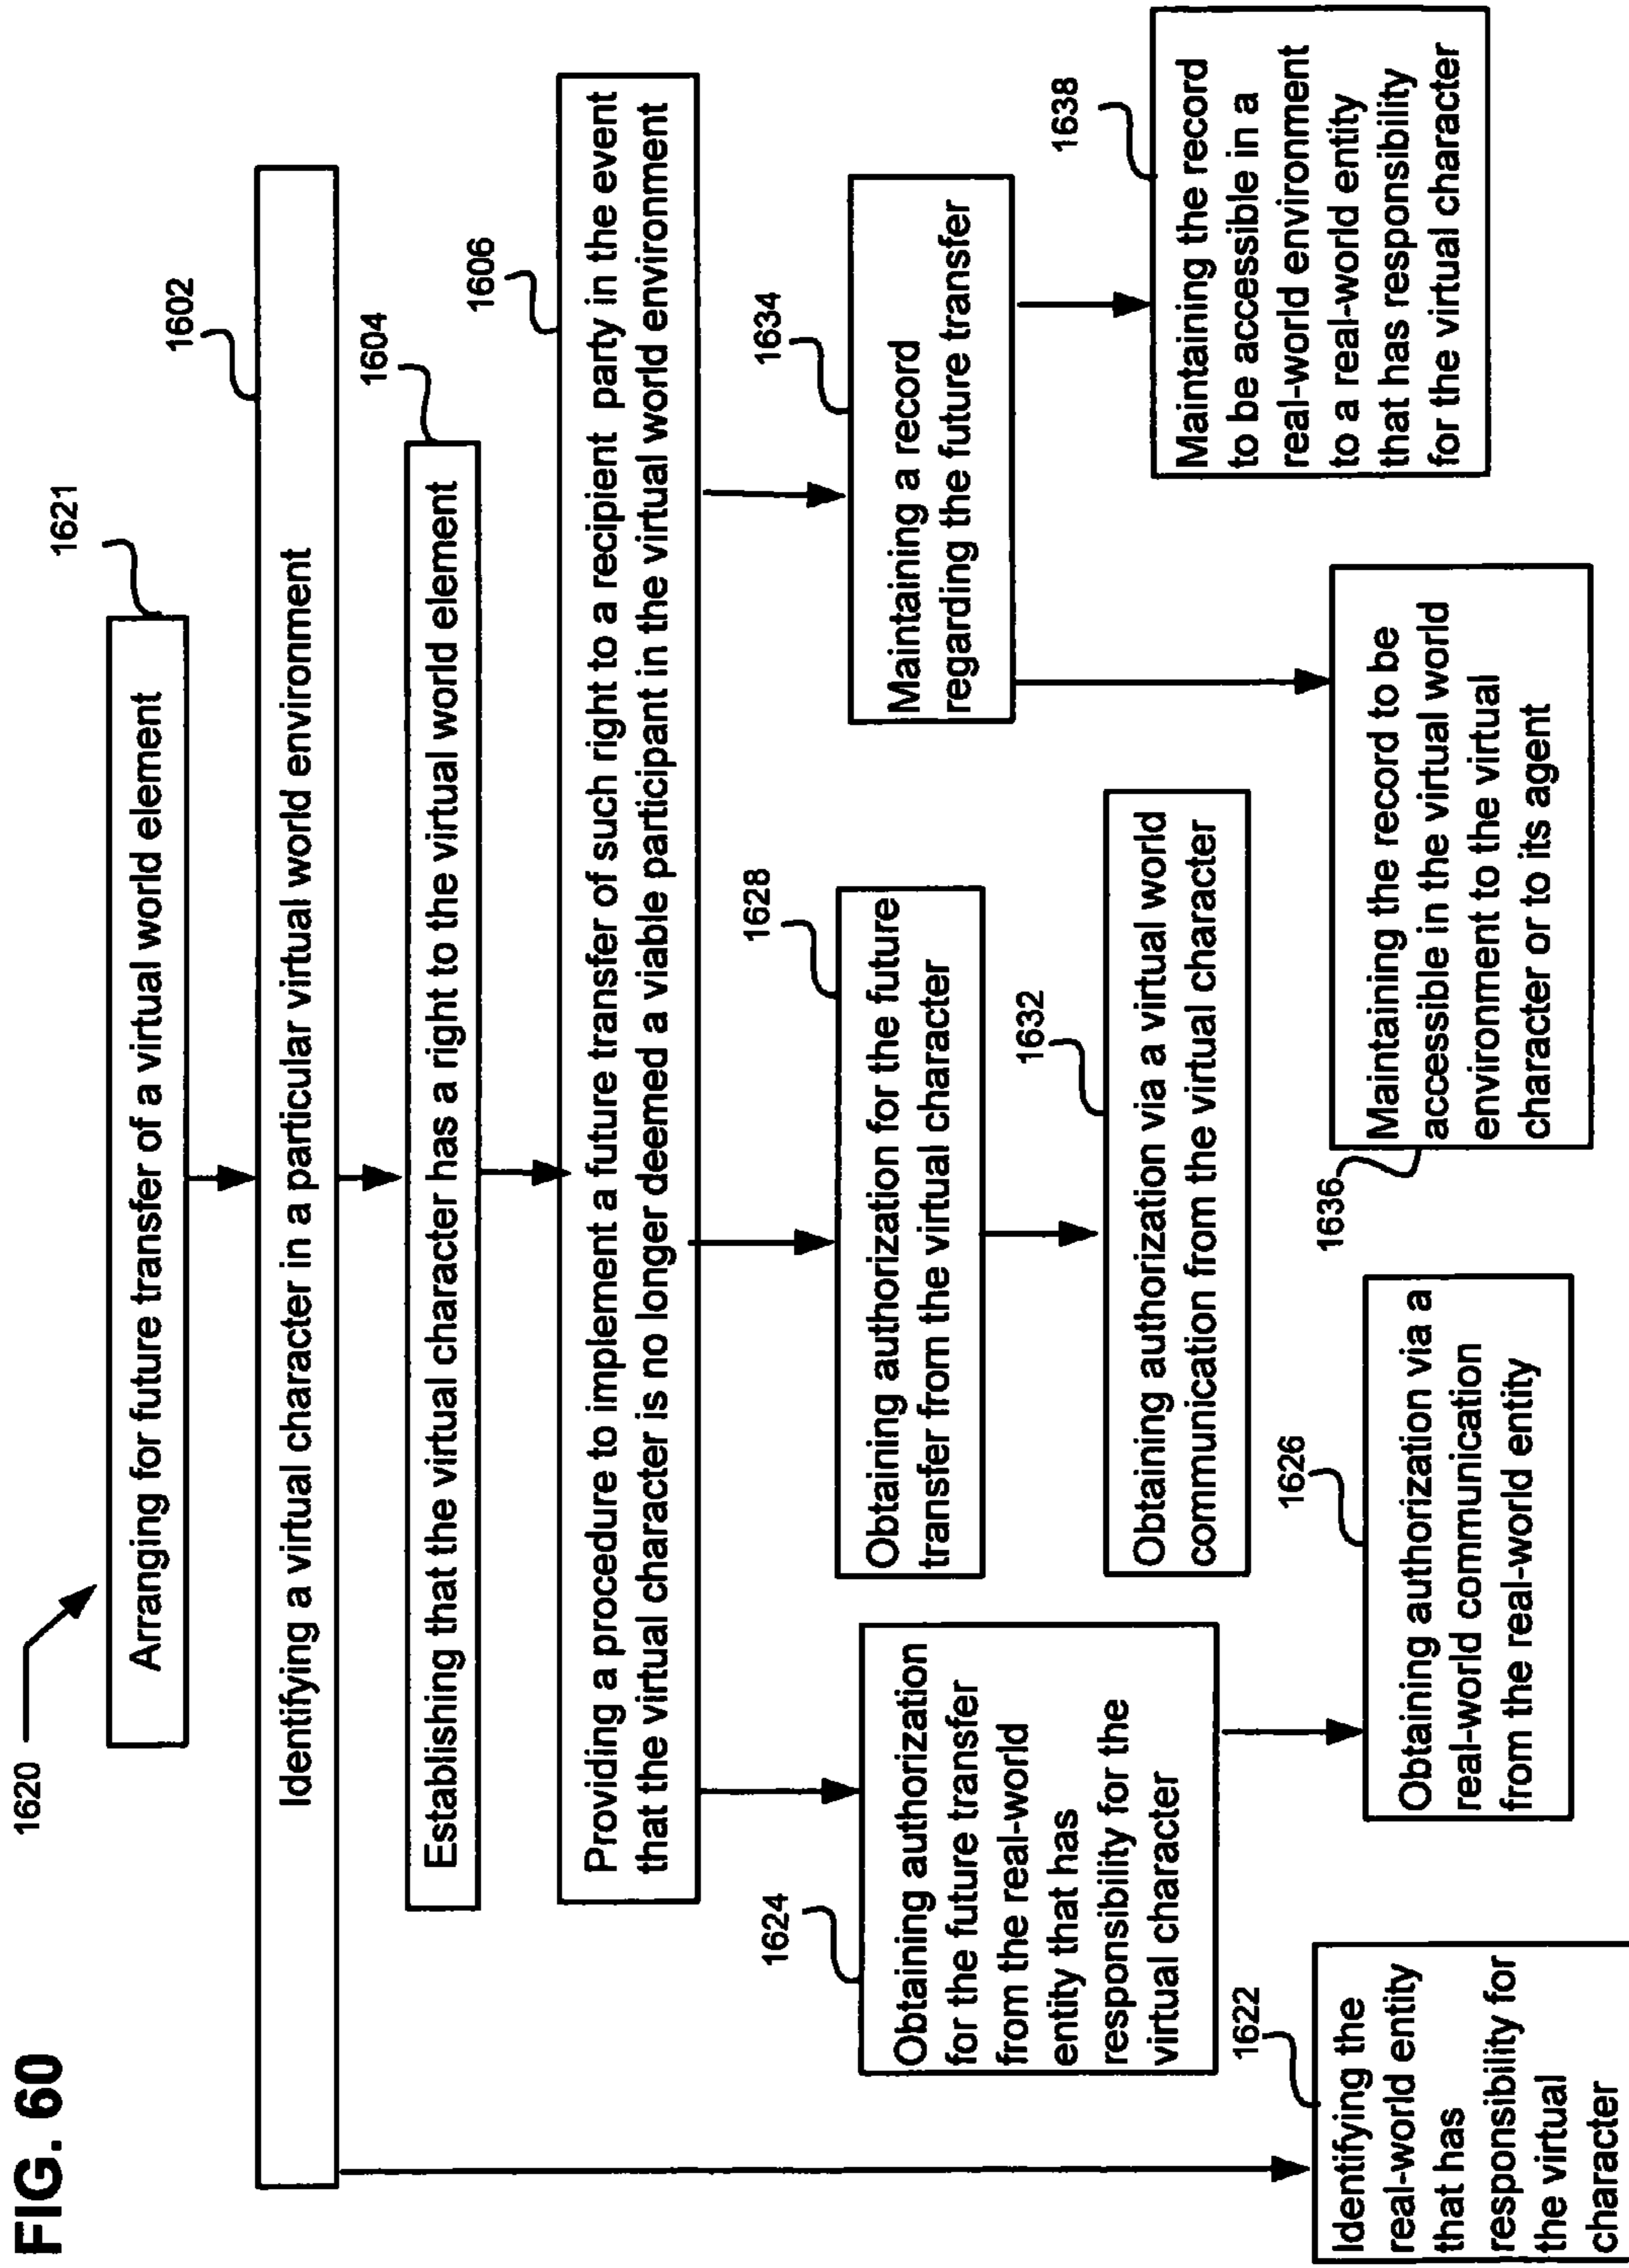 FIG. 60
1620
1621
Arranging for future transfer of a virtual world element
1602
Identifying a virtual character in a particular virtual world environment
1604
Establishing that the virtual character has a right to the virtual world element
1606
Providing a procedure to implement a future transfer of such right to a recipient party in the event
that the virtual character is no longer deemed a viable participant in the virtual world environment
1624
Obtaining authorization
for the future transfer
from the real-world
entity that has
responsibility for the
virtual character
1628
Obtaining authorization for the future
transfer from the virtual character
1634
Maintaining a record
regarding the future transfer
1632
Obtaining authorization via a virtual world
communication from the virtual character
1638
Maintaining the record
to be accessible in a
real-world environment
to a real-world entity
that has responsibility
for the virtual character
1622
Identifying the
real-world entity
that has
responsibility for
the virtual
character
1626
Obtaining authorization via a
real-world communication
from the real-world entity
1636
Maintaining the record to be
accessible in the virtual world
environment to the virtual
character or to its agent